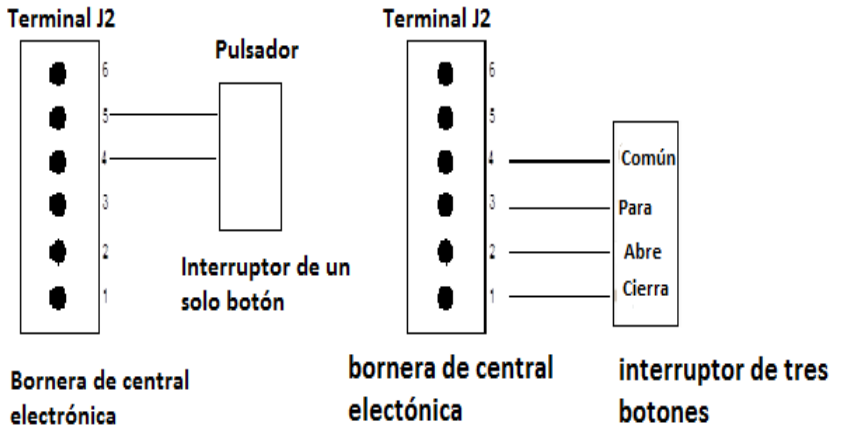 Terminal J2
Pulsador
6
5
4
3
2
1
Interruptor de un
solo botón
Bornera de central
electrónica
Terminal J2
6
5
4
3
2
1
Común
Para
Abre
Cierra
bornera de central
electónica
interruptor de tres
botones